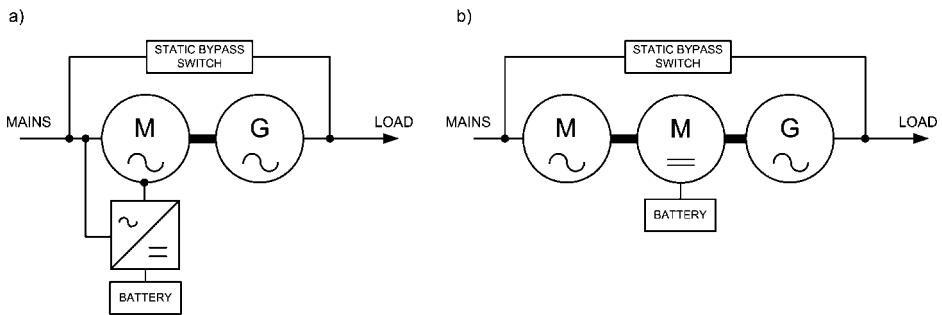 a)
STATIC BYPASS
SWITCH
MAINS
M
G
LOAD
BATTERY
b)
STATIC BYPASS
SWITCH
MAINS
M
M
G
LOAD
BATTERY